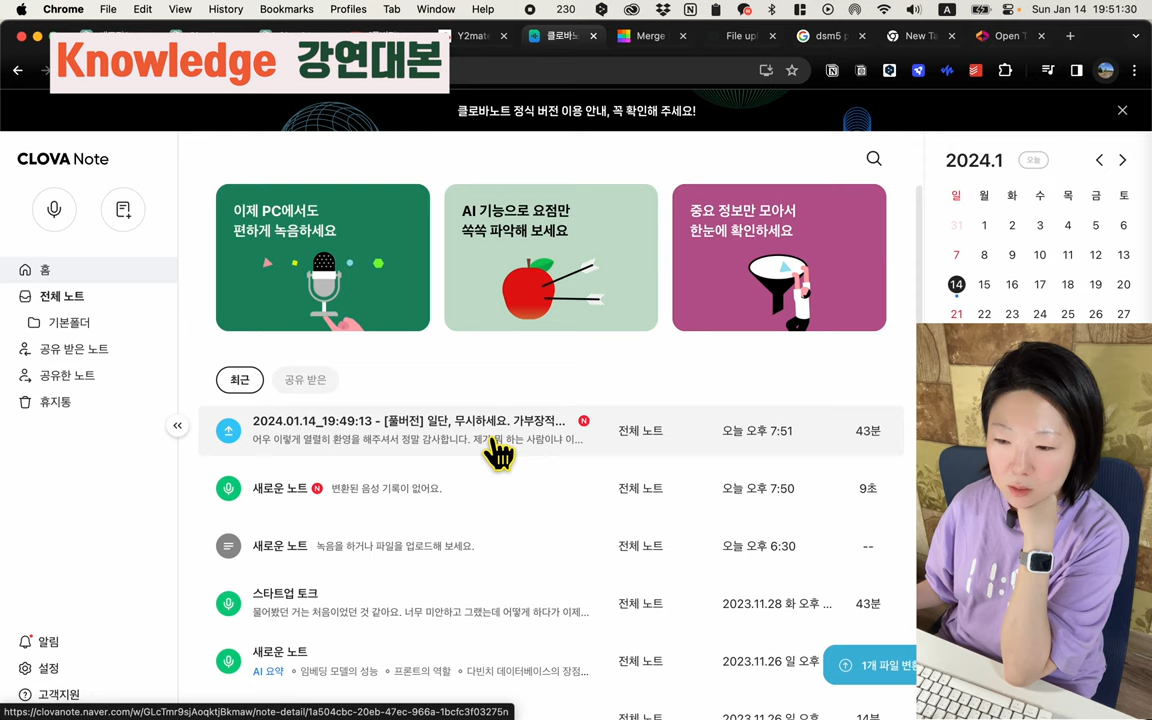 Chrome File Edit View History Bookmarks Profiles Tab Window Help 230 A Sun Jan 14 19:51:30
Y2mate 클로바노 Merge File upl dsm5 p New Ta Open T
Knowledge 강연대본
클로바노트 정식 버전 이용 안내, 꼭 확인해 주세요!
CLOVA Note
홈
전체 노트
기본폴더
공유 받은 노트
공유한 노트
휴지통
알림
설정
고객지원
이제 PC에서도
편하게 녹음하세요
AI 기능으로 요점만
쏙쏙 파악해 보세요
중요 정보만 모아서
한눈에 확인하세요
최근 공유 받은
2024.01.14_19:49:13 - [풀버전] 일단, 무시하세요. 가부장적... N
어우 이렇게 열렬히 환영을 해주셔서 정말 감사합니다. 하는 사람이냐 이...
전체 노트 오늘 오후 7:51 43분
새로운 노트 N 변환된 음성 기록이 없어요. 전체 노트 오늘 오후 7:50 9초
새로운 노트 녹음을 하거나 파일을 업로드해 보세요. 전체 노트 오늘 오후 6:30 --
스타트업 토크
물어봤던 거는 처음이었던 것 같아요. 너무 미안하고 그랬는데 어떻게 하다가 이제...
전체 노트 2023.11.28 화 오후 ... 43분
새로운 노트
AI 요약 임베딩 모델의 성능 프론트의 역할 다빈치 데이터베이스의 장점...
전체 노트 2023.11.26 일 오후
1개 파일 변환
전체 노트 2023.11.26 일 오후 14분
2024.1 오늘
일 월 화 수 목 금 토
31 1 2 3 4 5 6
7 8 9 10 11 12 13
14 15 16 17 18 19 20
21 22 23 24 25 26 27
https://clovanote.naver.com/w/GLcTmr9sjAoqktjBkmaw/note-detail/1a504cbc-20eb-47ec-966a-1bcfc3f03275n